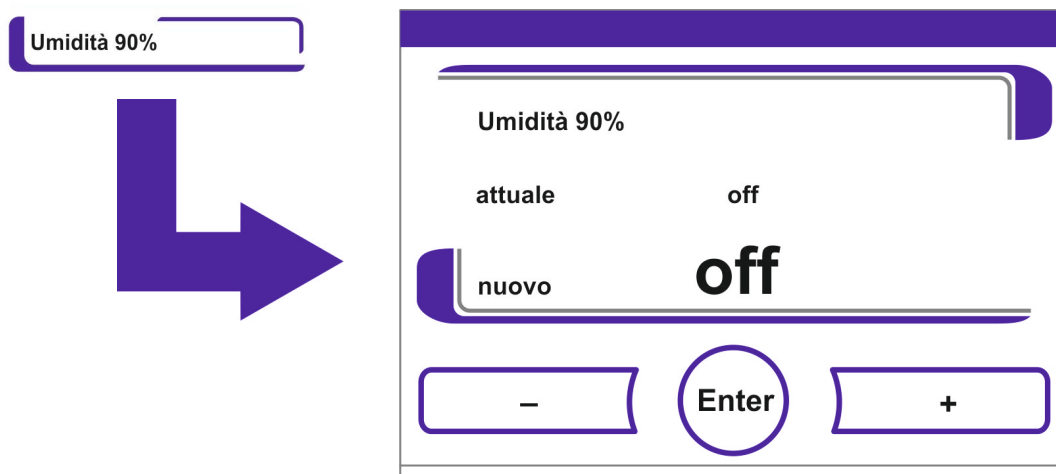 Umidità 90%
Umidità 90%
attuale off
nuovo off
– Enter +